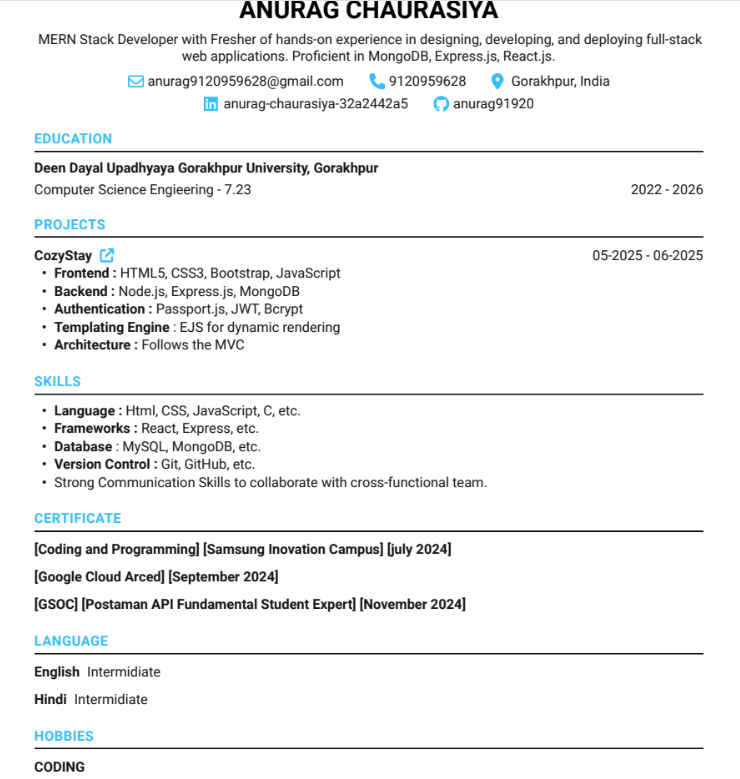 ANURAG CHAURASIYA
MERN Stack Developer with Fresher of hands-on experience in designing, developing, and deploying full-stack
web applications. Proficient in MongoDB, Express.js, React.js.
anurag9120959628@gmail.com 9120959628 Gorakhpur, India
anurag-chaurasiya-32a2442a5 anurag91920
EDUCATION
Deen Dayal Upadhyaya Gorakhpur University, Gorakhpur
Computer Science Engieering - 7.23 2022 - 2026
PROJECTS
CozyStay 05-2025 - 06-2025
• Frontend : HTML5, CSS3, Bootstrap, JavaScript
• Backend : Node.js, Express.js, MongoDB
• Authentication : Passport.js, JWT, Bcrypt
• Templating Engine : EJS for dynamic rendering
• Architecture : Follows the MVC
SKILLS
• Language : Html, CSS, JavaScript, C, etc.
• Frameworks : React, Express, etc.
• Database : MySQL, MongoDB, etc.
• Version Control : Git, GitHub, etc.
• Strong Communication Skills to collaborate with cross-functional team.
CERTIFICATE
[Coding and Programming] [Samsung Inovation Campus] [july 2024]
[Google Cloud Arced] [September 2024]
[GSOC] [Postaman API Fundamental Student Expert] [November 2024]
LANGUAGE
English Intermidiate
Hindi Intermidiate
HOBBIES
CODING